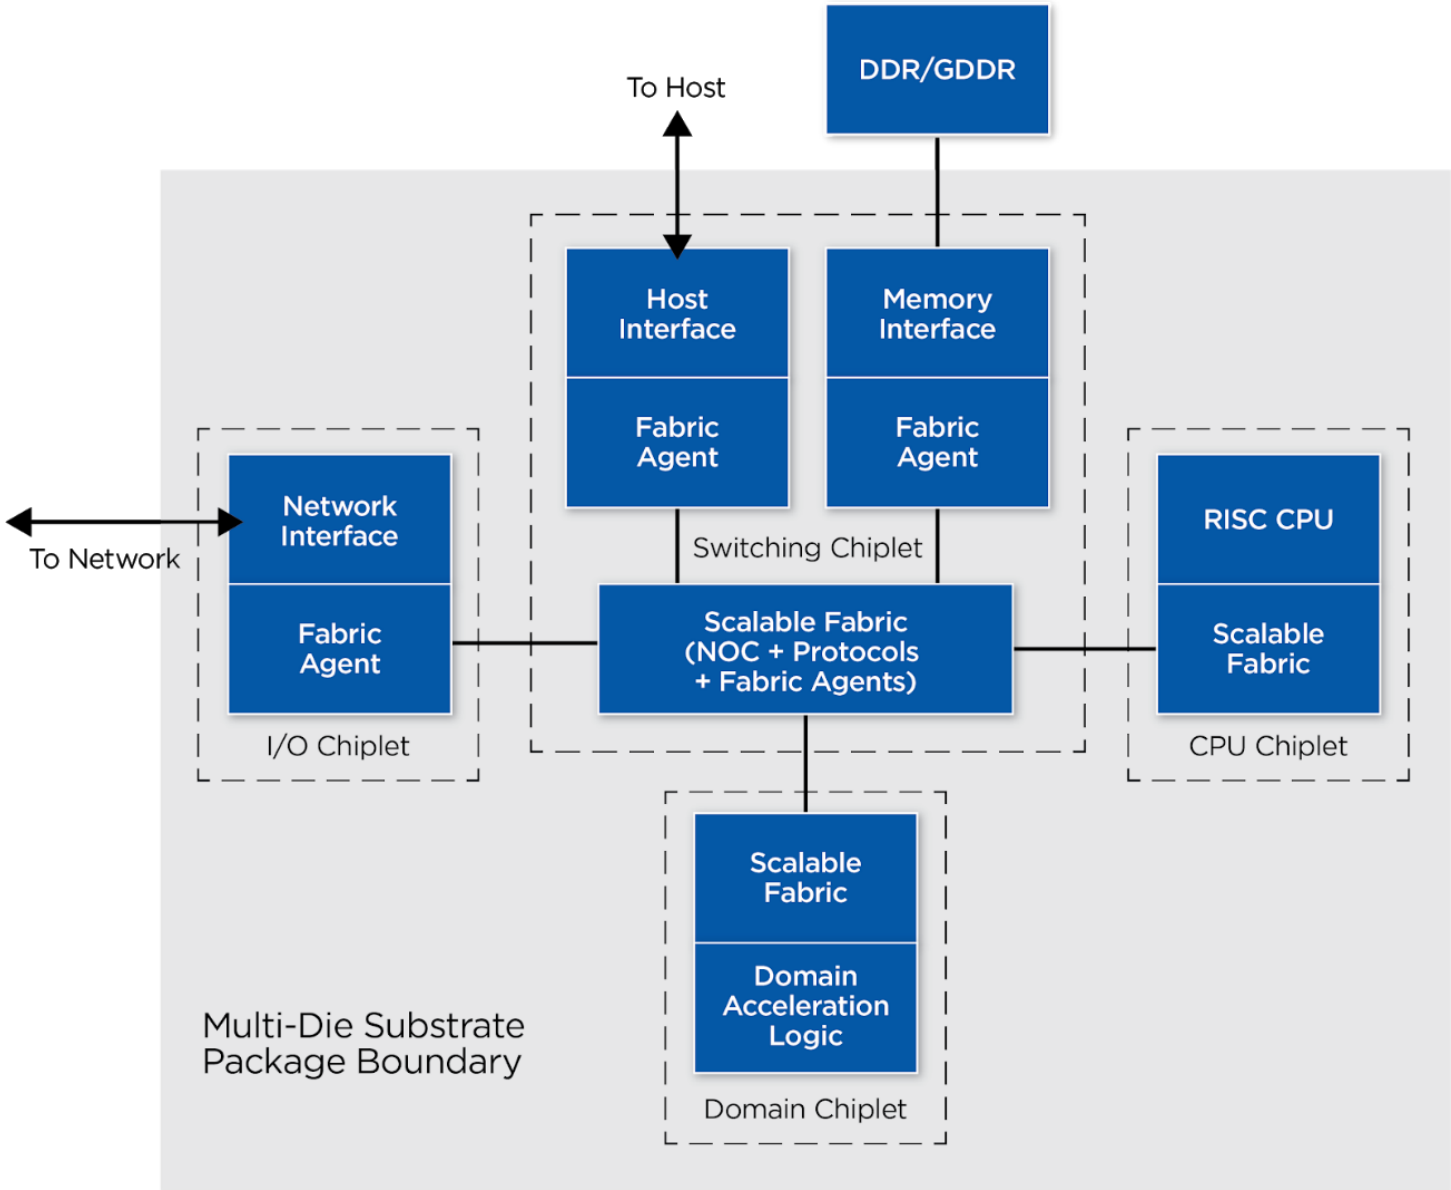 DDR/GDDR
To Host
Host
Interface
Memory
Interface
Fabric
Agent
Fabric
Agent
Network
Interface
To Network
Fabric
Agent
I/O Chiplet
Switching Chiplet
Scalable Fabric
(NOC + Protocols
+ Fabric Agents)
RISC CPU
Scalable
Fabric
CPU Chiplet
Scalable
Fabric
Domain
Acceleration
Logic
Domain Chiplet
Multi-Die Substrate
Package Boundary